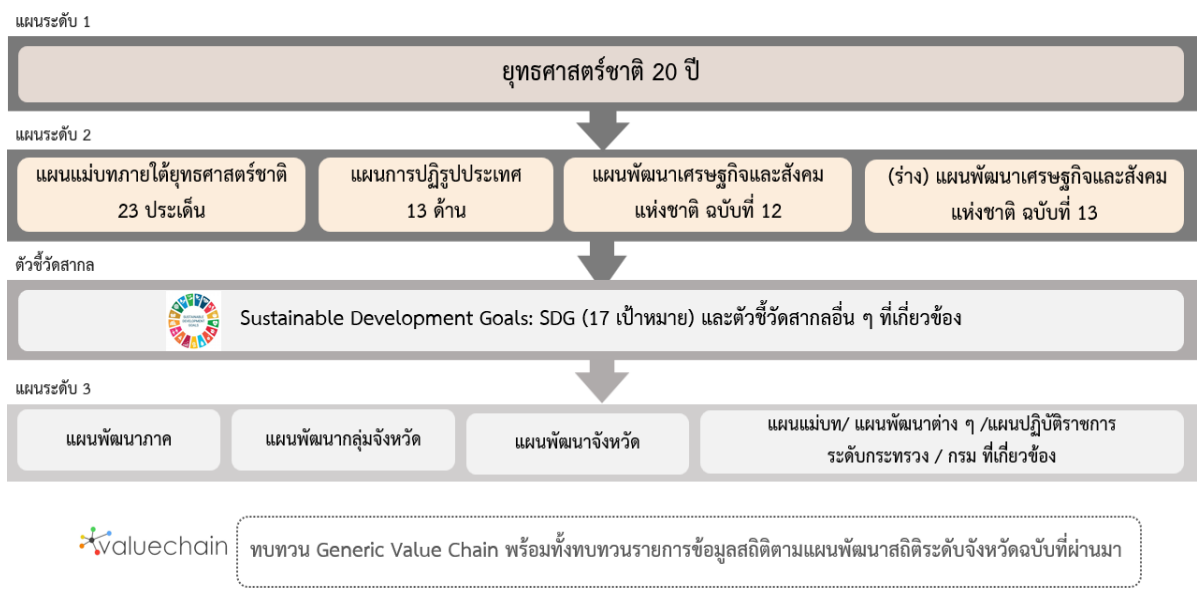 แผนระดับ 1
ยุทธศาสตร์ชาติ 20 ปี
แผนระดับ 2
แผนแม่บทภายใต้ยุทธศาสตร์ชาติ
23 ประเด็น
แผนการปฏิรูปประเทศ
13 ด้าน
แผนพัฒนาเศรษฐกิจและสังคม
แห่งชาติ ฉบับที่ 12
(ร่าง) แผนพัฒนาเศรษฐกิจและสังคม
แห่งชาติ ฉบับที่ 13
ตัวชี้วัดสากล
Sustainable Development Goals: SDG (17 เป้าหมาย) และตัวชี้วัดสากลอื่น ๆ ที่เกี่ยวข้อง
แผนระดับ 3
แผนพัฒนาภาค
แผนพัฒนากลุ่มจังหวัด
แผนพัฒนาจังหวัด
แผนแม่บท/ แผนพัฒนาต่าง ๆ /แผนปฏิบัติราชการ
ระดับกระทรวง / กรม ที่เกี่ยวข้อง
valuechain
ทบทวน Generic Value Chain พร้อมทั้งทบทวนรายการข้อมูลสถิติตามแผนพัฒนาสถิติระดับจังหวัดฉบับที่ผ่านมา